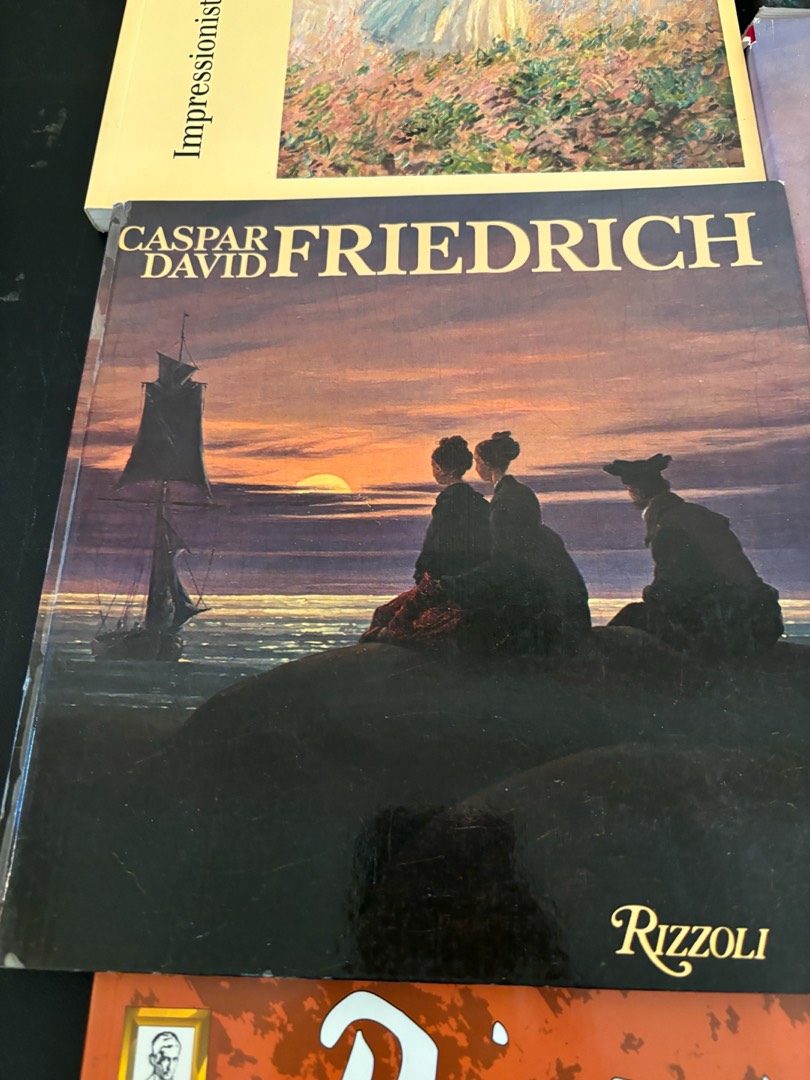 Impressionist
CASPAR
DAVID FRIEDRICH
RIZZOLI